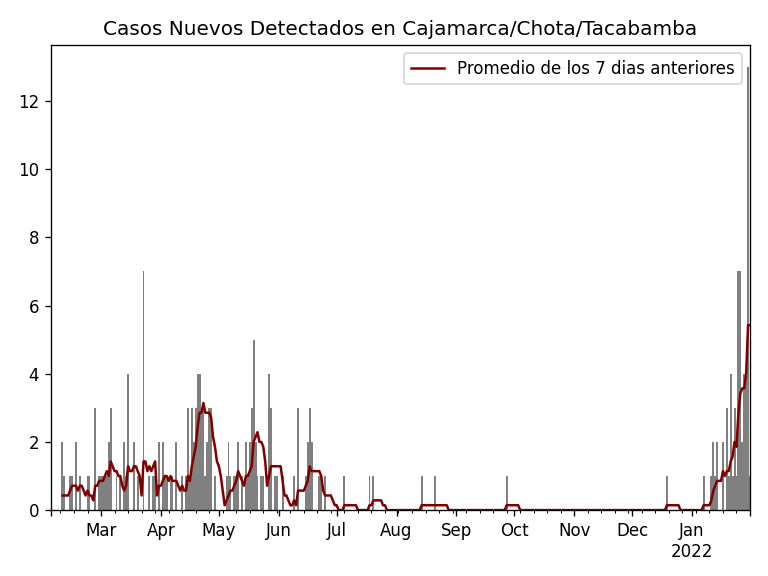 Casos Nuevos Detectados en Cajamarca/Chota/Tacabamba
Promedio de los 7 dias anteriores
12
10
8
6
4
2
0
Mar Apr May Jun Jul Aug Sep Oct Nov Dec Jan
2022